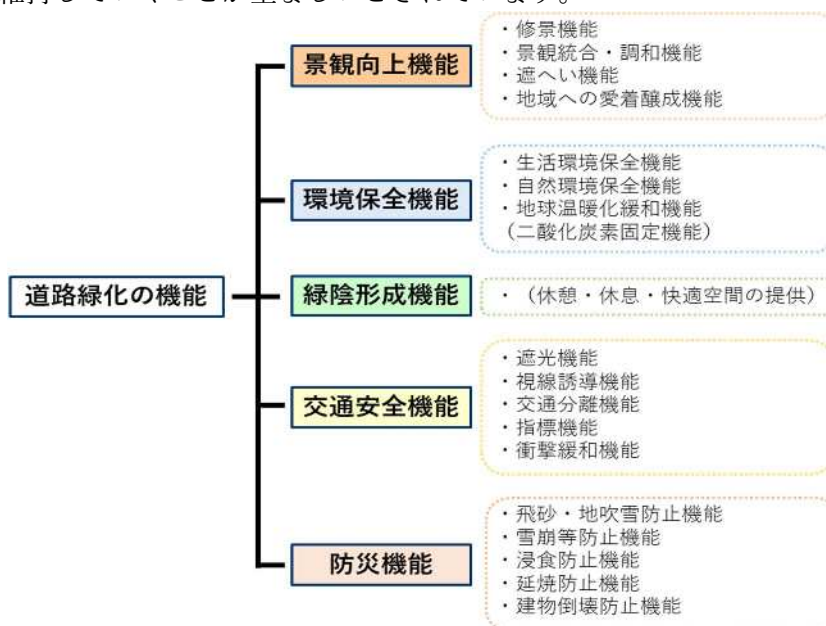 道路緑化の機能
景観向上機能
・修景機能
・景観統合・調和機能
・遮へい機能
・地域への愛着醸成機能
環境保全機能
・生活環境保全機能
・自然環境保全機能
・地球温暖化緩和機能
（二酸化炭素固定機能）
緑陰形成機能
・（休憩・休息・快適空間の提供）
交通安全機能
・遮光機能
・視線誘導機能
・交通分離機能
・指標機能
・衝撃緩和機能
防災機能
・飛砂・地吹雪防止機能
・雪崩等防止機能
・浸食防止機能
・延焼防止機能
・建物倒壊防止機能